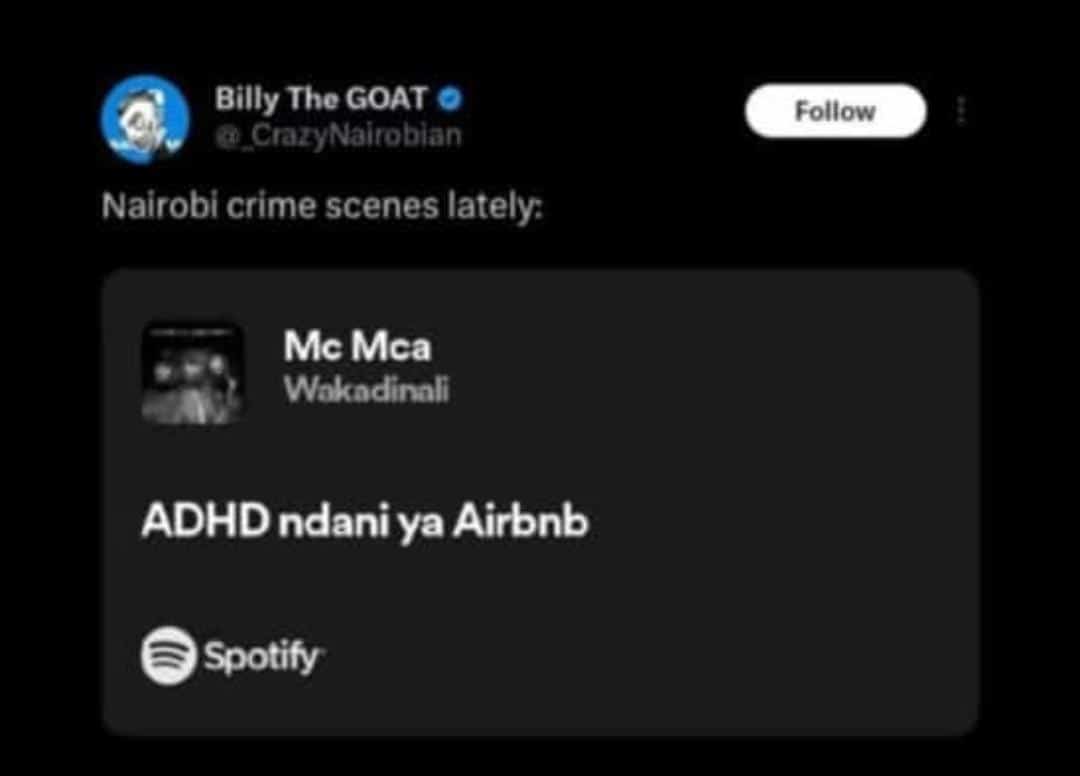 Billy The GOAT
@_CrazyNairobian
Follow
Nairobi crime scenes lately:
Mc Mca
Wakadinali
ADHD ndani ya Airbnb
Spotify